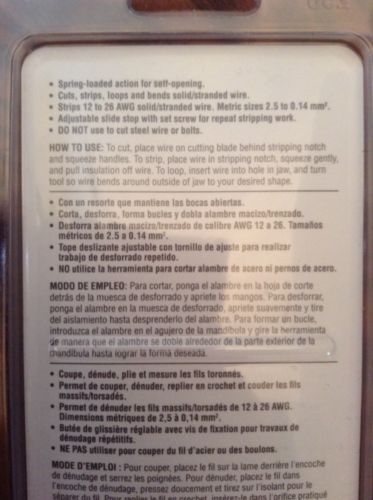 • Spring-loaded action for self-opening.
• Cuts, strips, loops and bends solid/stranded wire.
• Strips 12 to 26 AWG solid/stranded wire. Metric sizes 2.5 to 0.14 mm².
• Adjustable slide stop with set screw for repeat stripping work.
• DO NOT use to cut steel wire or bolts.
HOW TO USE: To cut, place wire on cutting blade behind stripping notch
and squeeze handles. To strip, place wire in stripping notch, squeeze gently,
and pull insulation off wire. To loop, insert wire into hole in jaw, and turn
tool so wire bends around outside of jaw to your desired shape.
• Con un resorte que mantiene las bocas abiertas.
• Corta, desforra, forma bucles y dobla alambre macizo/trenzado.
• Desforra alambre macizo/trenzado de calibre AWG 12 a 26. Tamaños
métricos de 2.5 a 0.14 mm².
• Tope deslizante ajustable con tornillo de ajuste para realizar
trabajo de desforrado repetido.
• NO utilice la herramienta para cortar alambre de acero ni pernos de acero.
MODO DE EMPLEO: Para cortar, ponga el alambre en la hoja de corte
detrás de la muesca de desforrado y apriete los mangos. Para desforrar,
ponga el alambre en la muesca de desforrado, apriete suavemente y tire
del aislamiento hasta desprenderlo del alambre. Para formar un bucle,
introduzca el alambre en el agujero de la mandíbula y gire la herramienta
de manera que el alambre se doble alrededor de la parte exterior de la
mandíbula hasta lograr la forma deseada.
• Coupe, dénude, plie et mesure les fils toronnés.
• Permet de couper, dénuder, replier en crochet et couder les fils
massifs/torsadés.
• Permet de dénuder les fils massifs/torsadés de 12 à 26 AWG.
Dimensions métriques de 2,5 à 0,14 mm².
• Butée de glissière réglable avec vis de fixation pour travaux de
dénudage répétitifs.
• NE PAS utiliser pour couper du fil d'acier ou des boulons.
MODE D'EMPLOI : Pour couper, placez le fil sur la lame derrière l'encoche
de dénudage et serrez les poignées. Pour dénuder, placez le fil dans
l'encoche de dénudage, pressez doucement et tirez sur l'isolant pour le
séparer du fil. Pour replier le fil en crochet, insérez-le dans l'orifice pratiqué